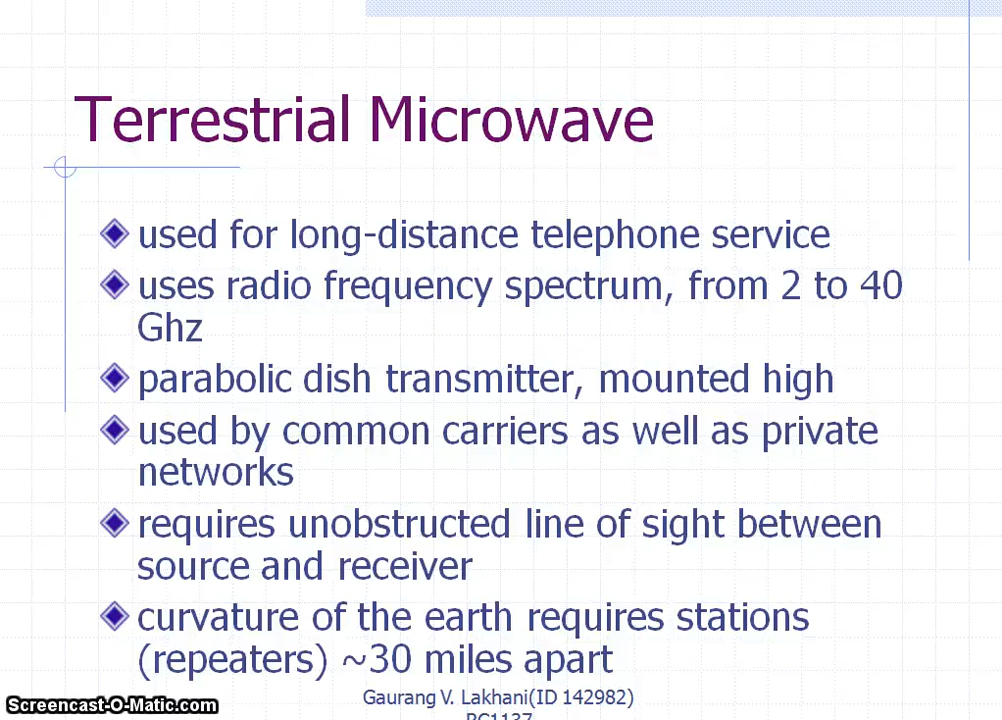 Terrestrial Microwave
used for long-distance telephone service
uses radio frequency spectrum, from 2 to 40
Ghz
parabolic dish transmitter, mounted high
used by common carriers as well as private
networks
requires unobstructed line of sight between
source and receiver
curvature of the earth requires stations
(repeaters) ~30 miles apart
Gaurang V. Lakhani(ID 142982)
Screencast-O-Matic.com